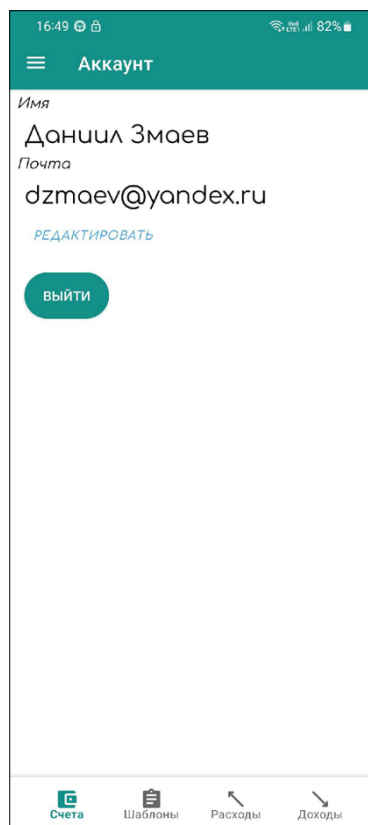 16:49 82%
Аккаунт
Имя
Даниил Змаев
Почта
dzmaev@yandex.ru
РЕДАКТИРОВАТЬ
ВЫЙТИ
Счета Шаблоны Расходы Доходы